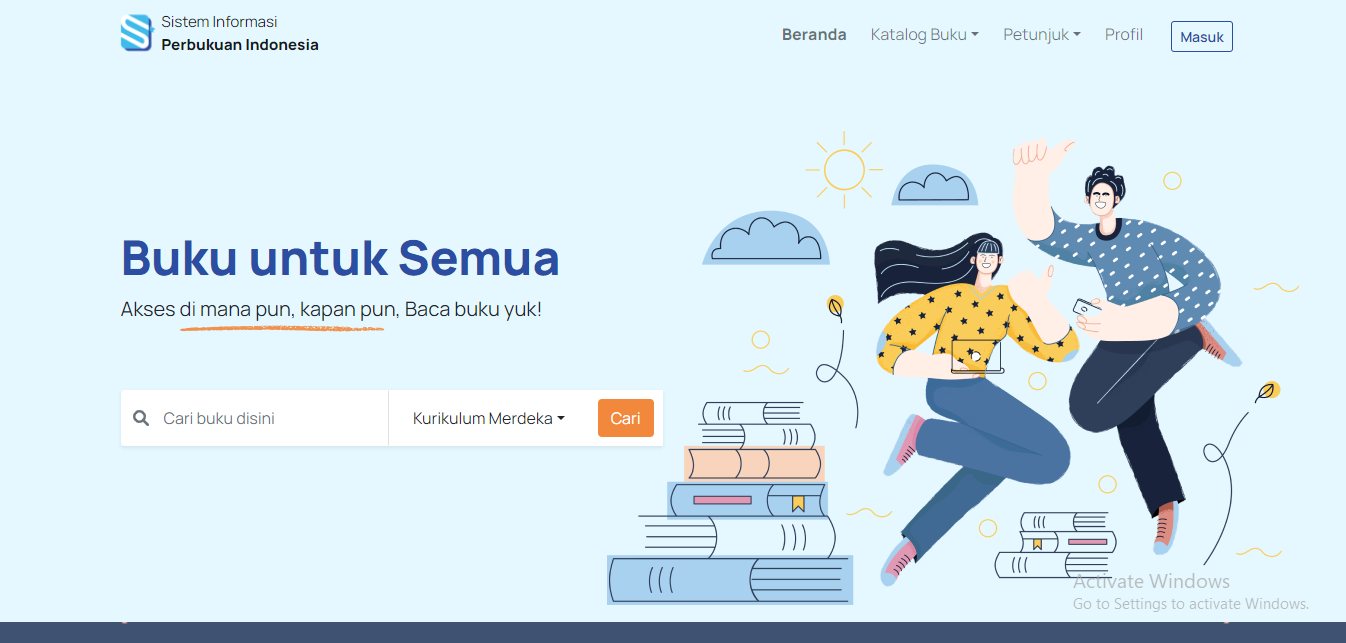 Sistem Informasi
Perbukuan Indonesia
Beranda
Katalog Buku
Petunjuk
Profil
Masuk
Buku untuk Semua
Akses di mana pun, kapan pun, Baca buku yuk!
Cari buku disini
Kurikulum Merdeka
Cari
Activate Windows
Go to Settings to activate Windows.